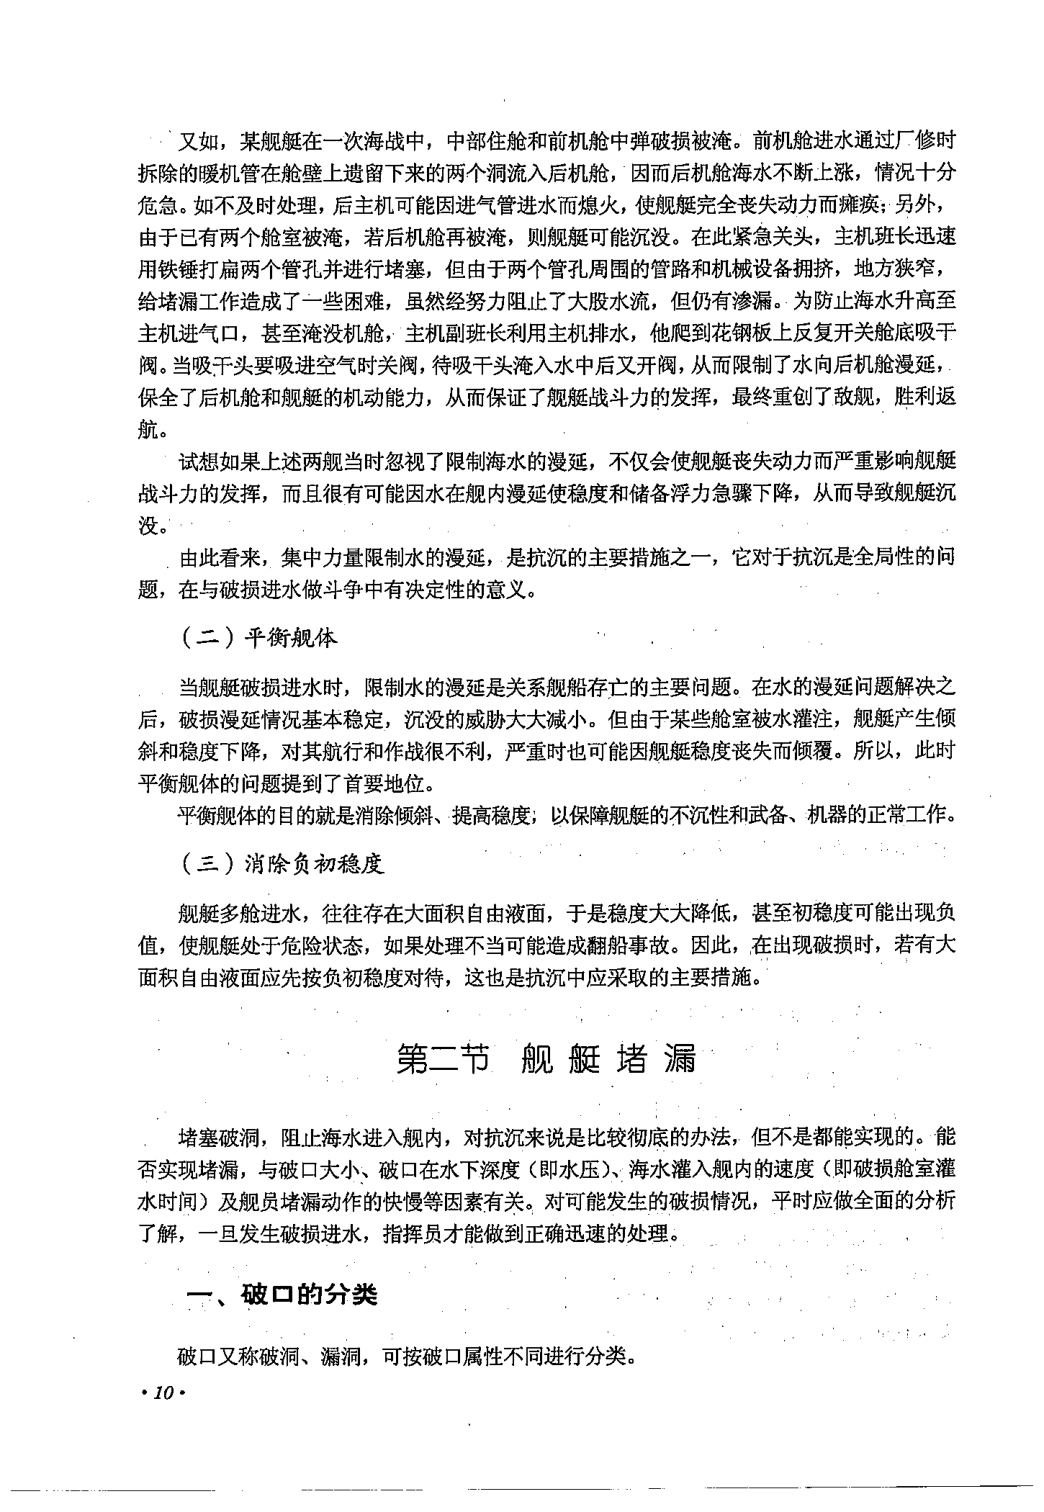 又如，某舰艇在一次海战中，中部住舱和前机舱中弹破损被淹。前机舱进水通过厂修时
拆除的暖机管在舱壁上遗留下来的两个洞流入后机舱，因而后机舱海水不断上涨，情况十分
危急。如不及时处理，后主机可能因进气管进水而熄火，使舰艇完全丧失动力而瘫痪；另外，
由于已有两个舱室被淹，若后机舱再被淹，则舰艇可能沉没。在此紧急关头，主机班长迅速
用铁锤打扁两个管孔并进行堵塞，但由于两个管孔周围的管路和机械设备拥挤，地方狭窄，
给堵漏工作造成了一些困难，虽然经努力阻止了大股水流，但仍有渗漏。为防止海水升高至
主机进气口，甚至淹没机舱，主机副班长利用主机排水，他爬到花钢板上反复开关舱底吸干
阀。当吸干头要吸进空气时关阀，待吸干头淹入水中后又开阀，从而限制了水向后机舱漫延，
保全了后机舱和舰艇的机动能力，从而保证了舰艇战斗力的发挥，最终重创了敌舰，胜利返
航。
试想如果上述两舰当时忽视了限制海水的漫延，不仅会使舰艇丧失动力而严重影响舰艇
战斗力的发挥，而且很有可能因水在舰内漫延使稳度和储备浮力急骤下降，从而导致舰艇沉
没。
由此看来，集中力量限制水的漫延，是抗沉的主要措施之一，它对于抗沉是全局性的问
题，在与破损进水做斗争中有决定性的意义。
（二）平衡舰体
当舰艇破损进水时，限制水的漫延是关系舰船存亡的主要问题。在水的漫延问题解决之
后，破损漫延情况基本稳定，沉没的威胁大大减小。但由于某些舱室被水灌注，舰艇产生倾
斜和稳度下降，对其航行和作战很不利，严重时也可能因舰艇稳度丧失而倾覆。所以，此时
平衡舰体的问题提到了首要地位。
平衡舰体的目的就是消除倾斜、提高稳度；以保障舰艇的不沉性和武备、机器的正常工作。
（三）消除负初稳度
舰艇多舱进水，往往存在大面积自由液面，于是稳度大大降低，甚至初稳度可能出现负
值，使舰艇处于危险状态，如果处理不当可能造成翻船事故。因此，在出现破损时，若有大
面积自由液面应先按负初稳度对待，这也是抗沉中应采取的主要措施。
第二节 舰艇堵漏
堵塞破洞，阻止海水进入舰内，对抗沉来说是比较彻底的办法，但不是都能实现的。能
否实现堵漏，与破口大小、破口在水下深度（即水压）、海水灌入舰内的速度（即破损舱室灌
水时间）及舰员堵漏动作的快慢等因素有关。对可能发生的破损情况，平时应做全面的分析
了解，一旦发生破损进水，指挥员才能做到正确迅速的处理。
一、破口的分类
破口又称破洞、漏洞，可按破口属性不同进行分类。
·10·